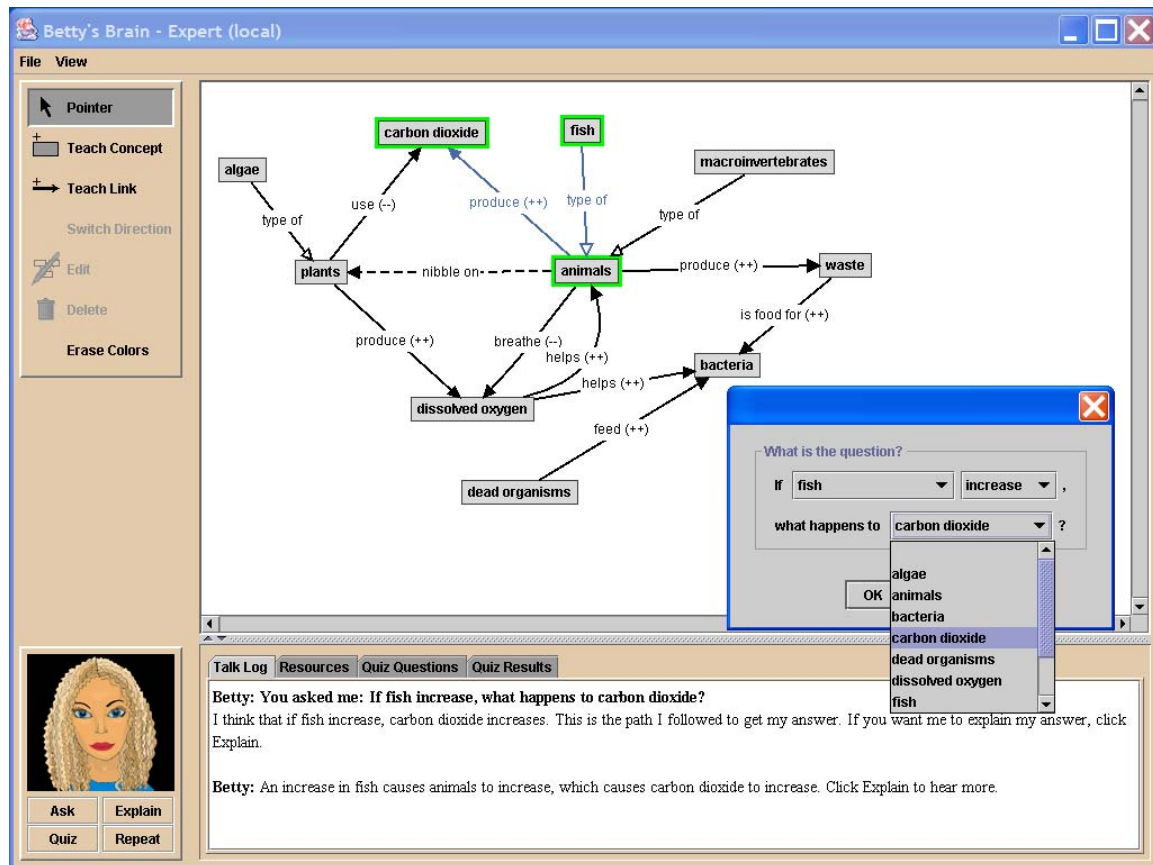 Betty's Brain - Expert (local)
File View
Pointer
Teach Concept
Teach Link
Switch Direction
Edit
Delete
Erase Colors
carbon dioxide
fish
algae
macroinvertebrates
use (--)
produce (++)
type of
type of
type of
plants
nibble on
animals
produce (++)
waste
is food for (++)
produce (++)
breathe (--)
helps (++)
bacteria
helps (++)
dissolved oxygen
feed (++)
dead organisms
What is the question?
If fish increase ,
what happens to carbon dioxide ?
algae
OK animals
bacteria
carbon dioxide
dead organisms
dissolved oxygen
fish
Talk Log Resources Quiz Questions Quiz Results
Betty: You asked me: If fish increase, what happens to carbon dioxide?
I think that if fish increase, carbon dioxide increases. This is the path I followed to get my answer. If you want me to explain my answer, click
Explain.
Betty: An increase in fish causes animals to increase, which causes carbon dioxide to increase. Click Explain to hear more.
Ask Explain
Quiz Repeat